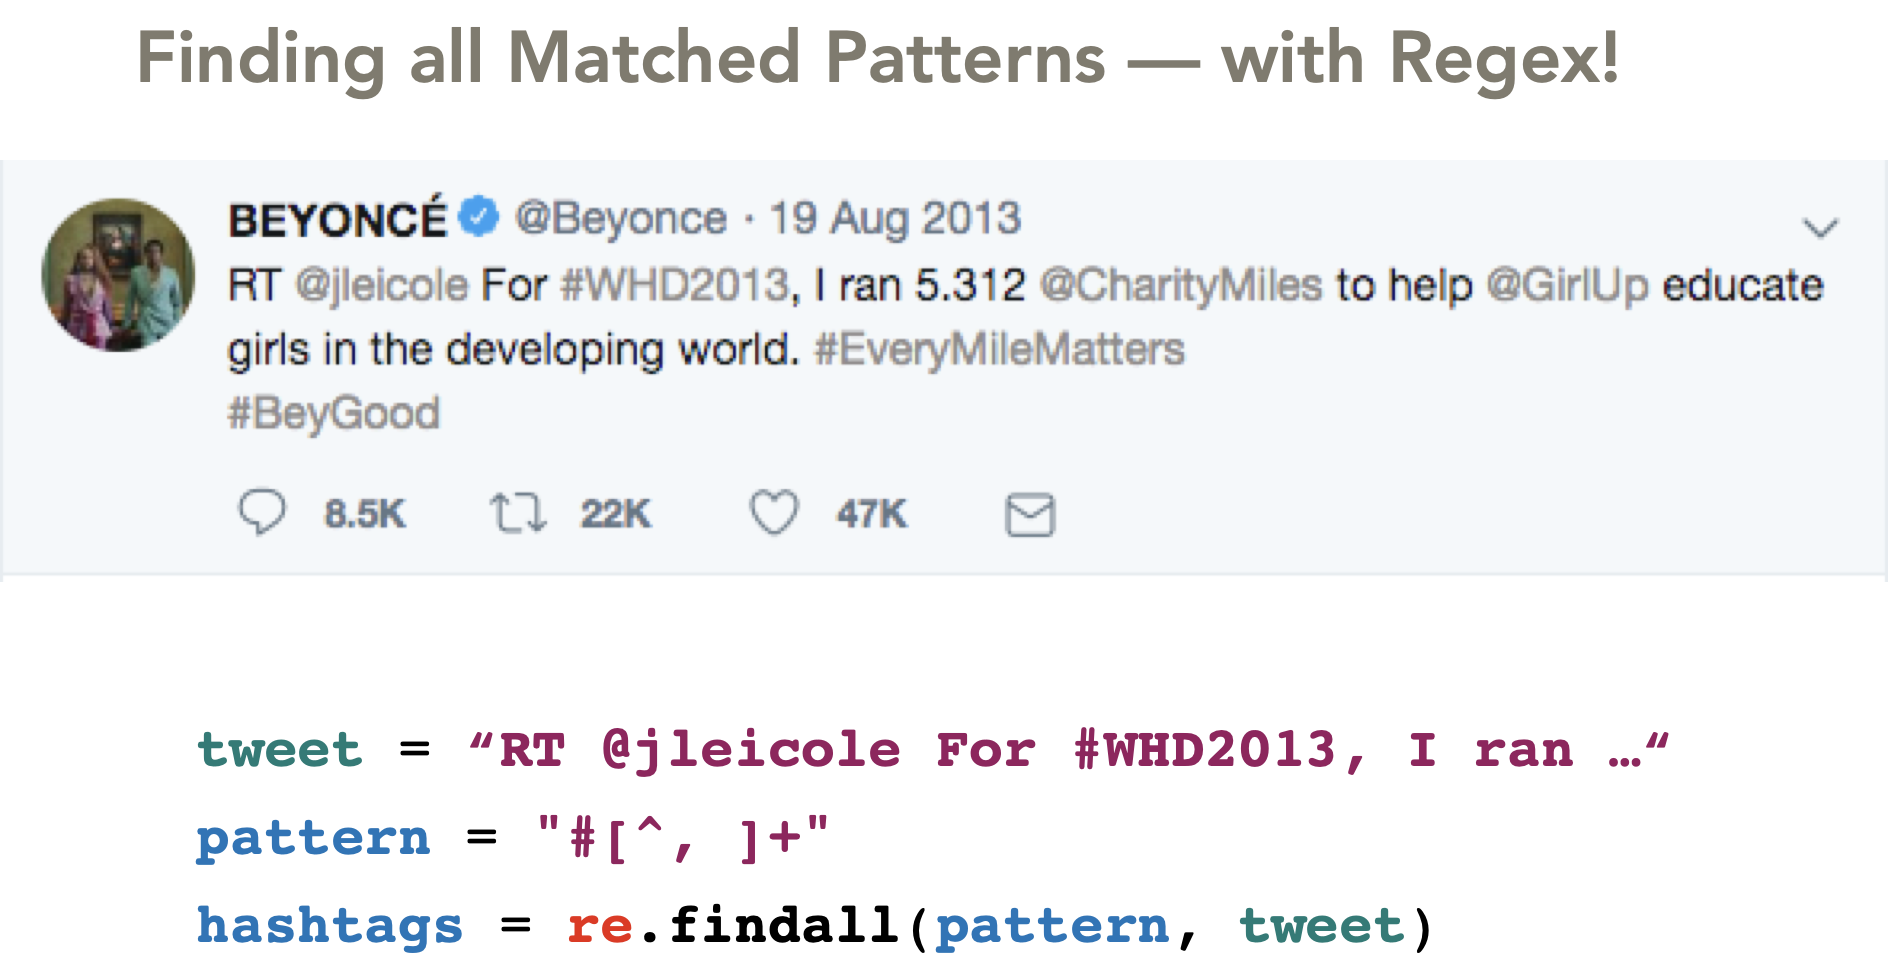 Finding all Matched Patterns — with Regex!
BEYONCÉ @Beyonce · 19 Aug 2013
RT @jleicole For #WHD2013, I ran 5.312 @CharityMiles to help @GirlUp educate
girls in the developing world. #EveryMileMatters
#BeyGood
8.5K 22K 47K
tweet = “RT @jleicole For #WHD2013, I ran …“
pattern = "#[^, ]+"
hashtags = re.findall(pattern, tweet)